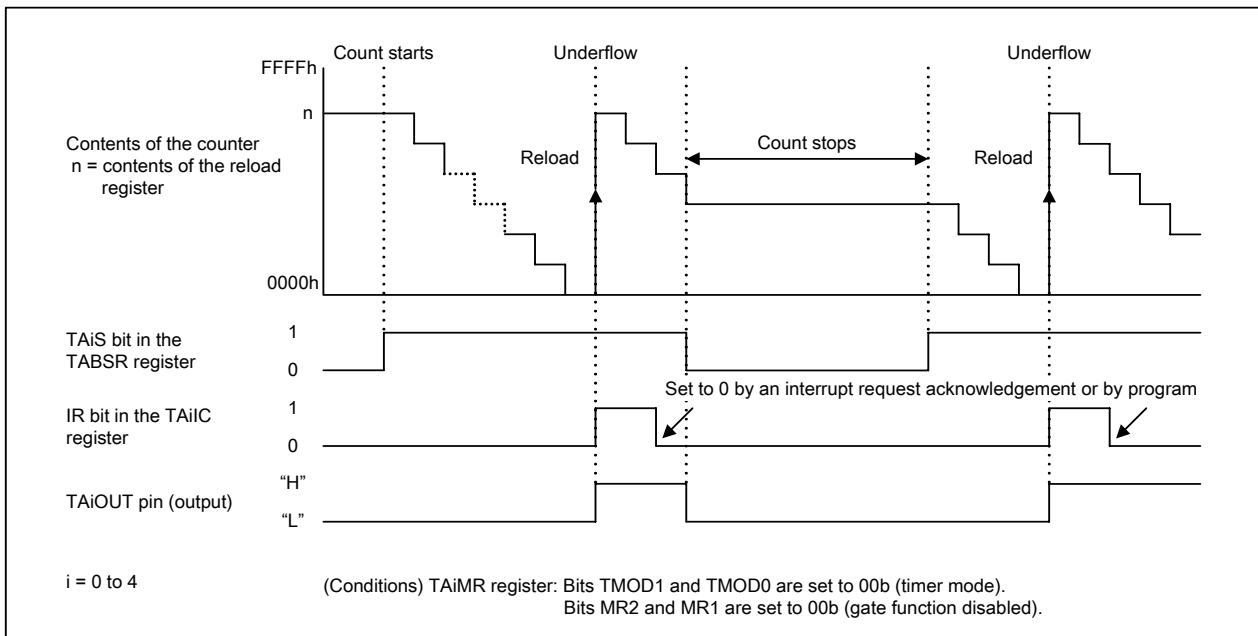 Count starts
Underflow
Underflow
FFFFh
n
Contents of the counter
n = contents of the reload
register
Reload
Count stops
Reload
0000h
TAiS bit in the
TABSR register
1
0
Set to 0 by an interrupt request acknowledgement or by program
IR bit in the TAiIC
register
1
0
TAiOUT pin (output)
“H”
“L”
i = 0 to 4
(Conditions) TAiMR register: Bits TMOD1 and TMOD0 are set to 00b (timer mode).
Bits MR2 and MR1 are set to 00b (gate function disabled).